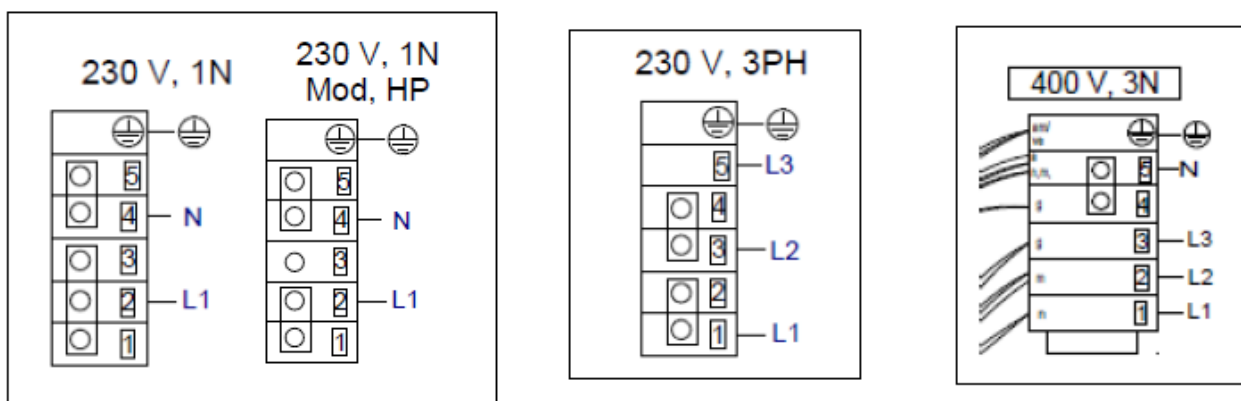 230 V, 1N
5
4 N
3
2 L1
1
230 V, 1N
Mod, HP
5
4 N
3
2 L1
1
230 V, 3PH
5 L3
4
3 L2
2
1 L1
400 V, 3N
am/
5 N
g 4
g 3 L3
m 2 L2
n 1 L1